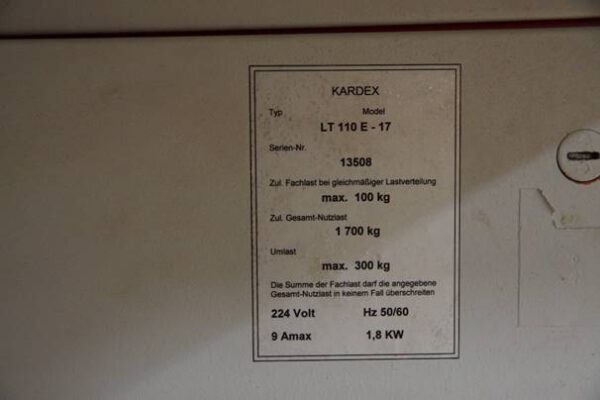 KARDEX
Typ Model
LT 110 E - 17
Serien-Nr.
13508
Zul. Fachlast bei gleichmäßiger Lastverteilung
max. 100 kg
Zul. Gesamt-Nutzlast
1 700 kg
Umlast
max. 300 kg
Die Summe der Fachlast darf die angegebene
Gesamt-Nutzlast in keinem Fall überschreiten
224 Volt Hz 50/60
9 Amax 1,8 KW